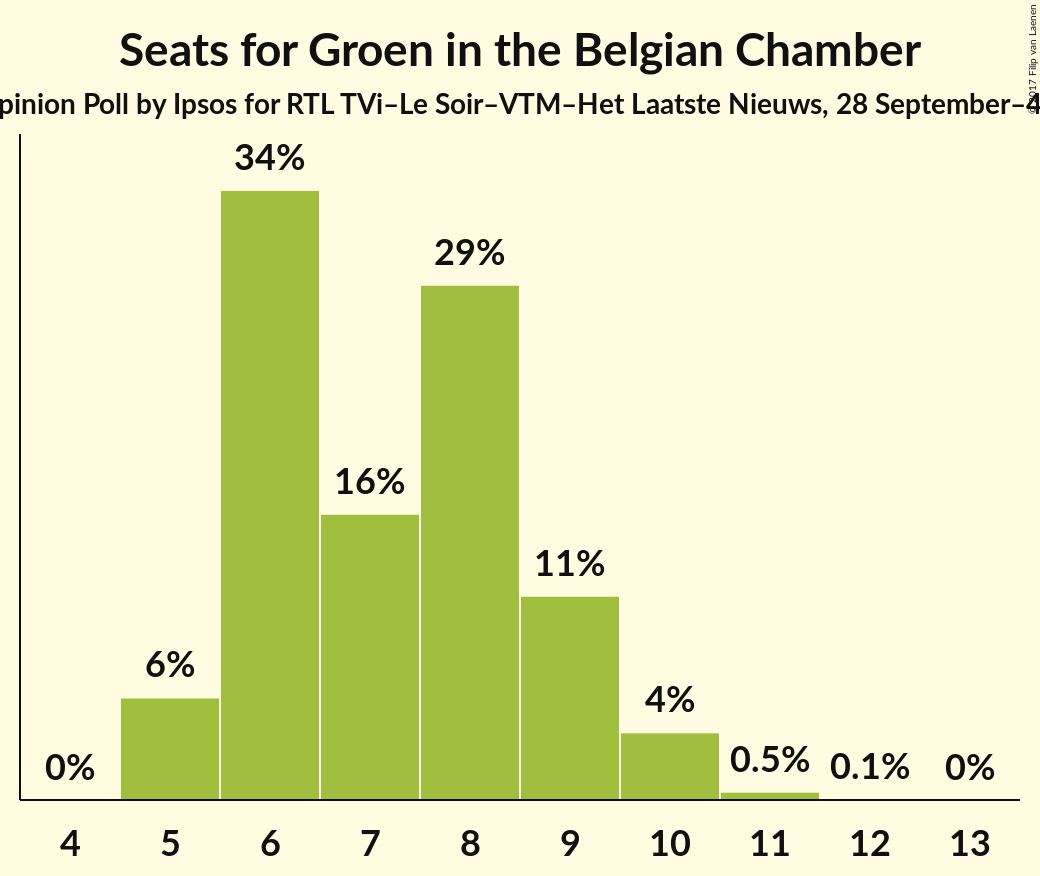 Seats for Groen in the Belgian Chamber
pinion Poll by Ipsos for RTL TVi–Le Soir–VTM–Het Laatste Nieuws, 28 September–4
© 2017 Filip van Laenen
34%
29%
16%
11%
6%
4%
0% 0.5% 0.1% 0%
4 5 6 7 8 9 10 11 12 13